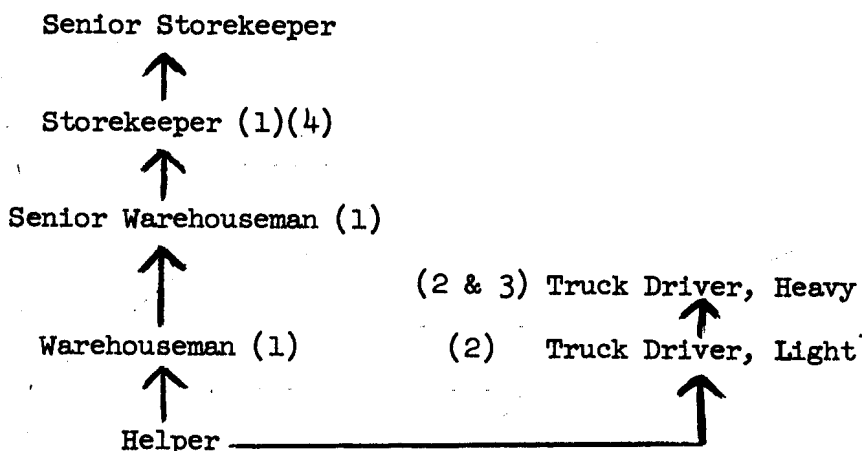 Senior Storekeeper
Storekeeper (1)(4)
Senior Warehouseman (1)
(2 & 3) Truck Driver, Heavy
Warehouseman (1) (2) Truck Driver, Light
Helper